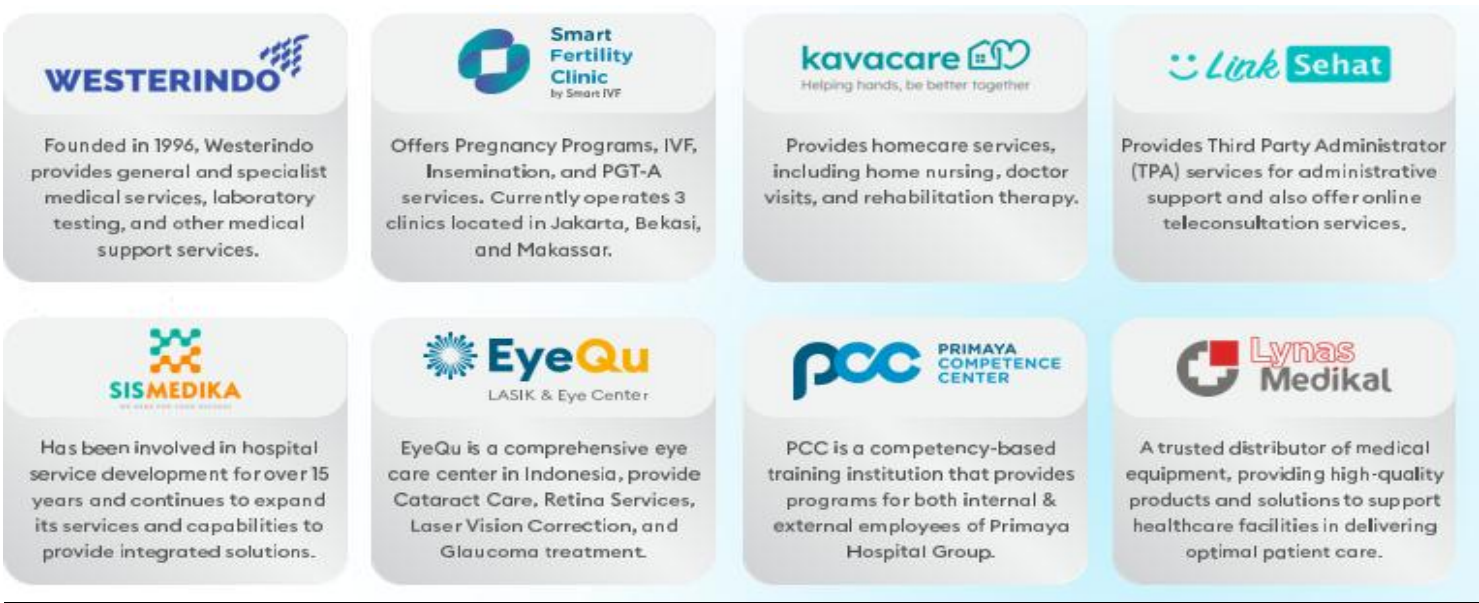 WESTERINDO
Founded in 1996, Westerindo
provides general and specialist
medical services, laboratory
testing, and other medical
support services.
Smart
Fertility
Clinic
by Smart IVF
Offers Pregnancy Programs, IVF,
Insemination, and PGT-A
services. Currently operates 3
clinics located in Jakarta, Bekasi,
and Makassar.
kavacare
Helping hands, be better together
Provides homecare services,
including home nursing, doctor
visits, and rehabilitation therapy.
Link Sehat
Provides Third Party Administrator
(TPA) services for administrative
support and also offer online
teleconsultation services.
SISMEDIKA
Has been involved in hospital
service development for over 15
years and continues to expand
its services and capabilities to
provide integrated solutions.
EyeQu
LASIK & Eye Center
EyeQu is a comprehensive eye
care center in Indonesia, provide
Cataract Care, Retina Services,
Laser Vision Correction, and
Glaucoma treatment.
pcc PRIMAYA
COMPETENCE
CENTER
PCC is a competency-based
training institution that provides
programs for both internal &
external employees of Primaya
Hospital Group.
Lynas
Medikal
A trusted distributor of medical
equipment, providing high-quality
products and solutions to support
healthcare facilities in delivering
optimal patient care.